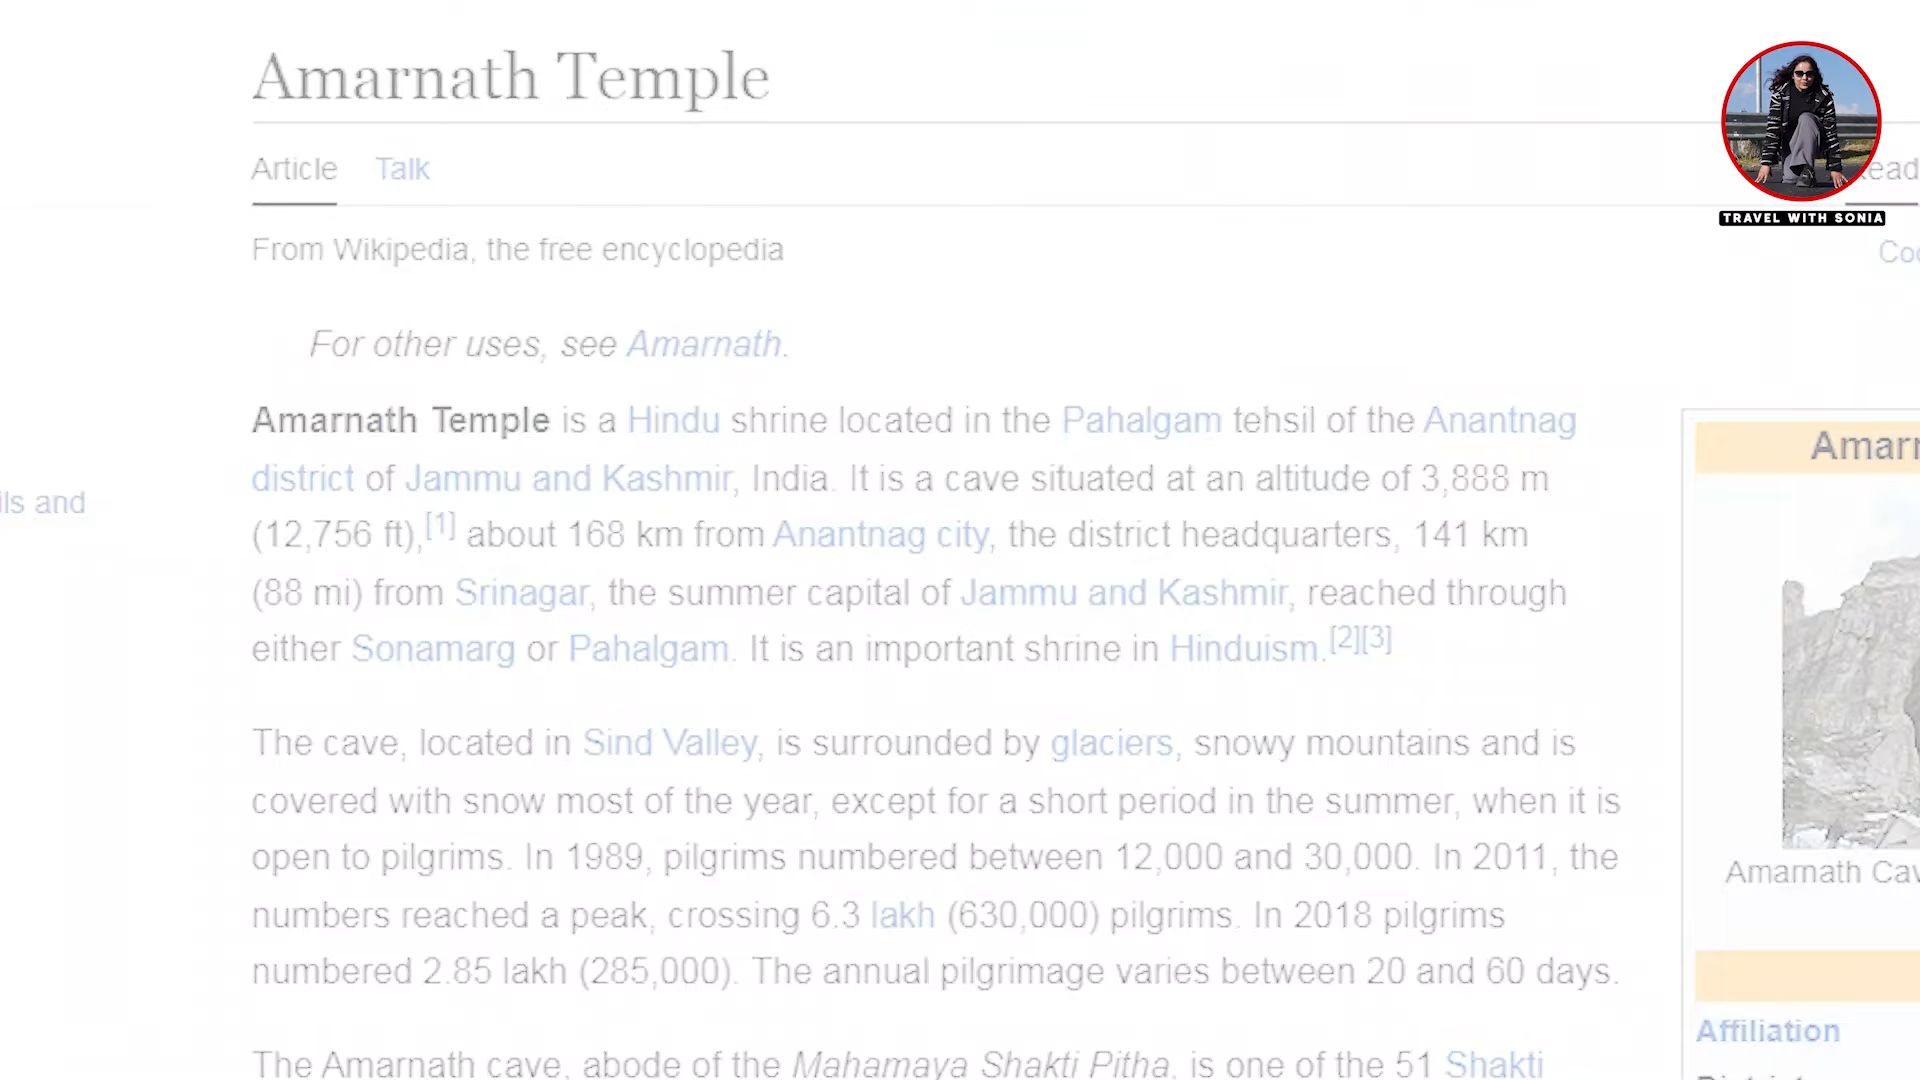 Amarnath Temple
Article Talk
Read
TRAVEL WITH SONIA
From Wikipedia, the free encyclopedia
For other uses, see Amarnath.
Amarnath Temple is a Hindu shrine located in the Pahalgam tehsil of the Anantnag
district of Jammu and Kashmir, India. It is a cave situated at an altitude of 3,888 m
(12,756 ft),[1] about 168 km from Anantnag city, the district headquarters, 141 km
(88 mi) from Srinagar, the summer capital of Jammu and Kashmir, reached through
either Sonamarg or Pahalgam. It is an important shrine in Hinduism.[2][3]
The cave, located in Sind Valley, is surrounded by glaciers, snowy mountains and is
covered with snow most of the year, except for a short period in the summer, when it is
open to pilgrims. In 1989, pilgrims numbered between 12,000 and 30,000. In 2011, the
numbers reached a peak, crossing 6.3 lakh (630,000) pilgrims. In 2018 pilgrims
numbered 2.85 lakh (285,000). The annual pilgrimage varies between 20 and 60 days.
The Amarnath cave, abode of the Mahamaya Shakti Pitha, is one of the 51 Shakti
ls and
Amarnath Cav
Affiliation